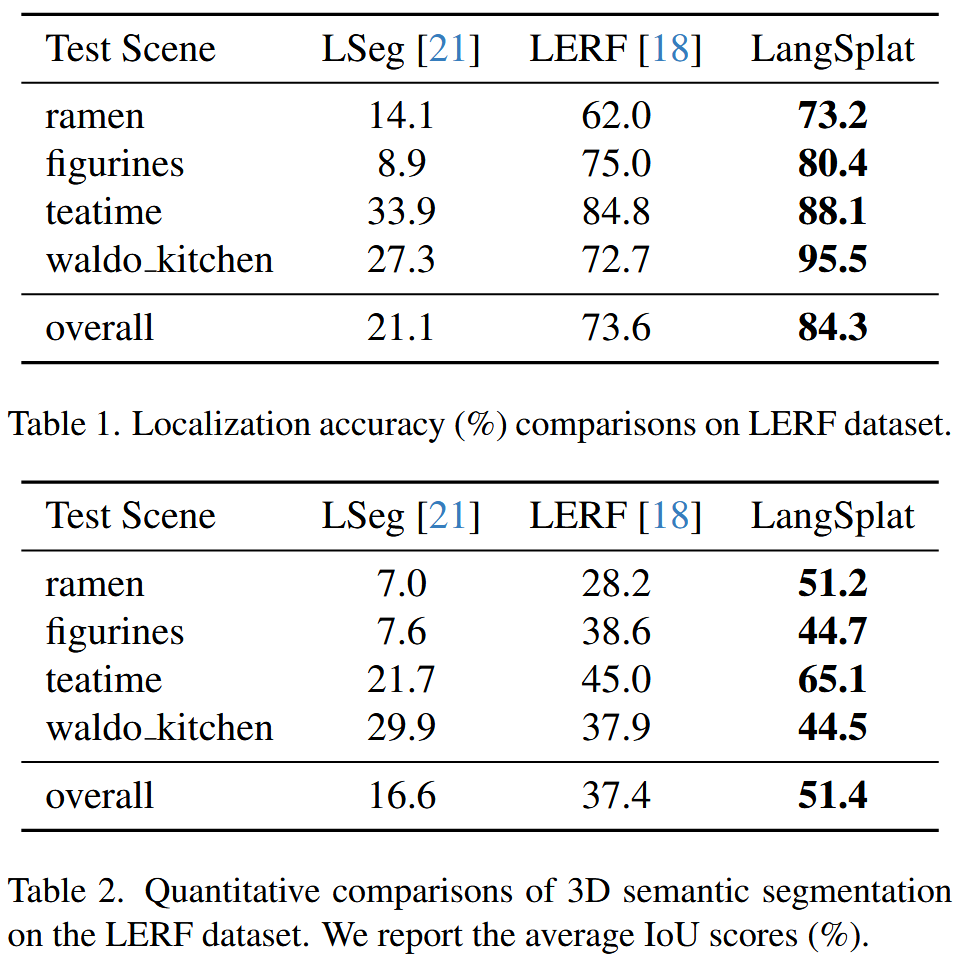 Test Scene LSeg [21] LERF [18] LangSplat
ramen 14.1 62.0 73.2
figurines 8.9 75.0 80.4
teatime 33.9 84.8 88.1
waldo_kitchen 27.3 72.7 95.5
overall 21.1 73.6 84.3
Table 1. Localization accuracy (%) comparisons on LERF dataset.
Test Scene LSeg [21] LERF [18] LangSplat
ramen 7.0 28.2 51.2
figurines 7.6 38.6 44.7
teatime 21.7 45.0 65.1
waldo_kitchen 29.9 37.9 44.5
overall 16.6 37.4 51.4
Table 2. Quantitative comparisons of 3D semantic segmentation
on the LERF dataset. We report the average IoU scores (%).